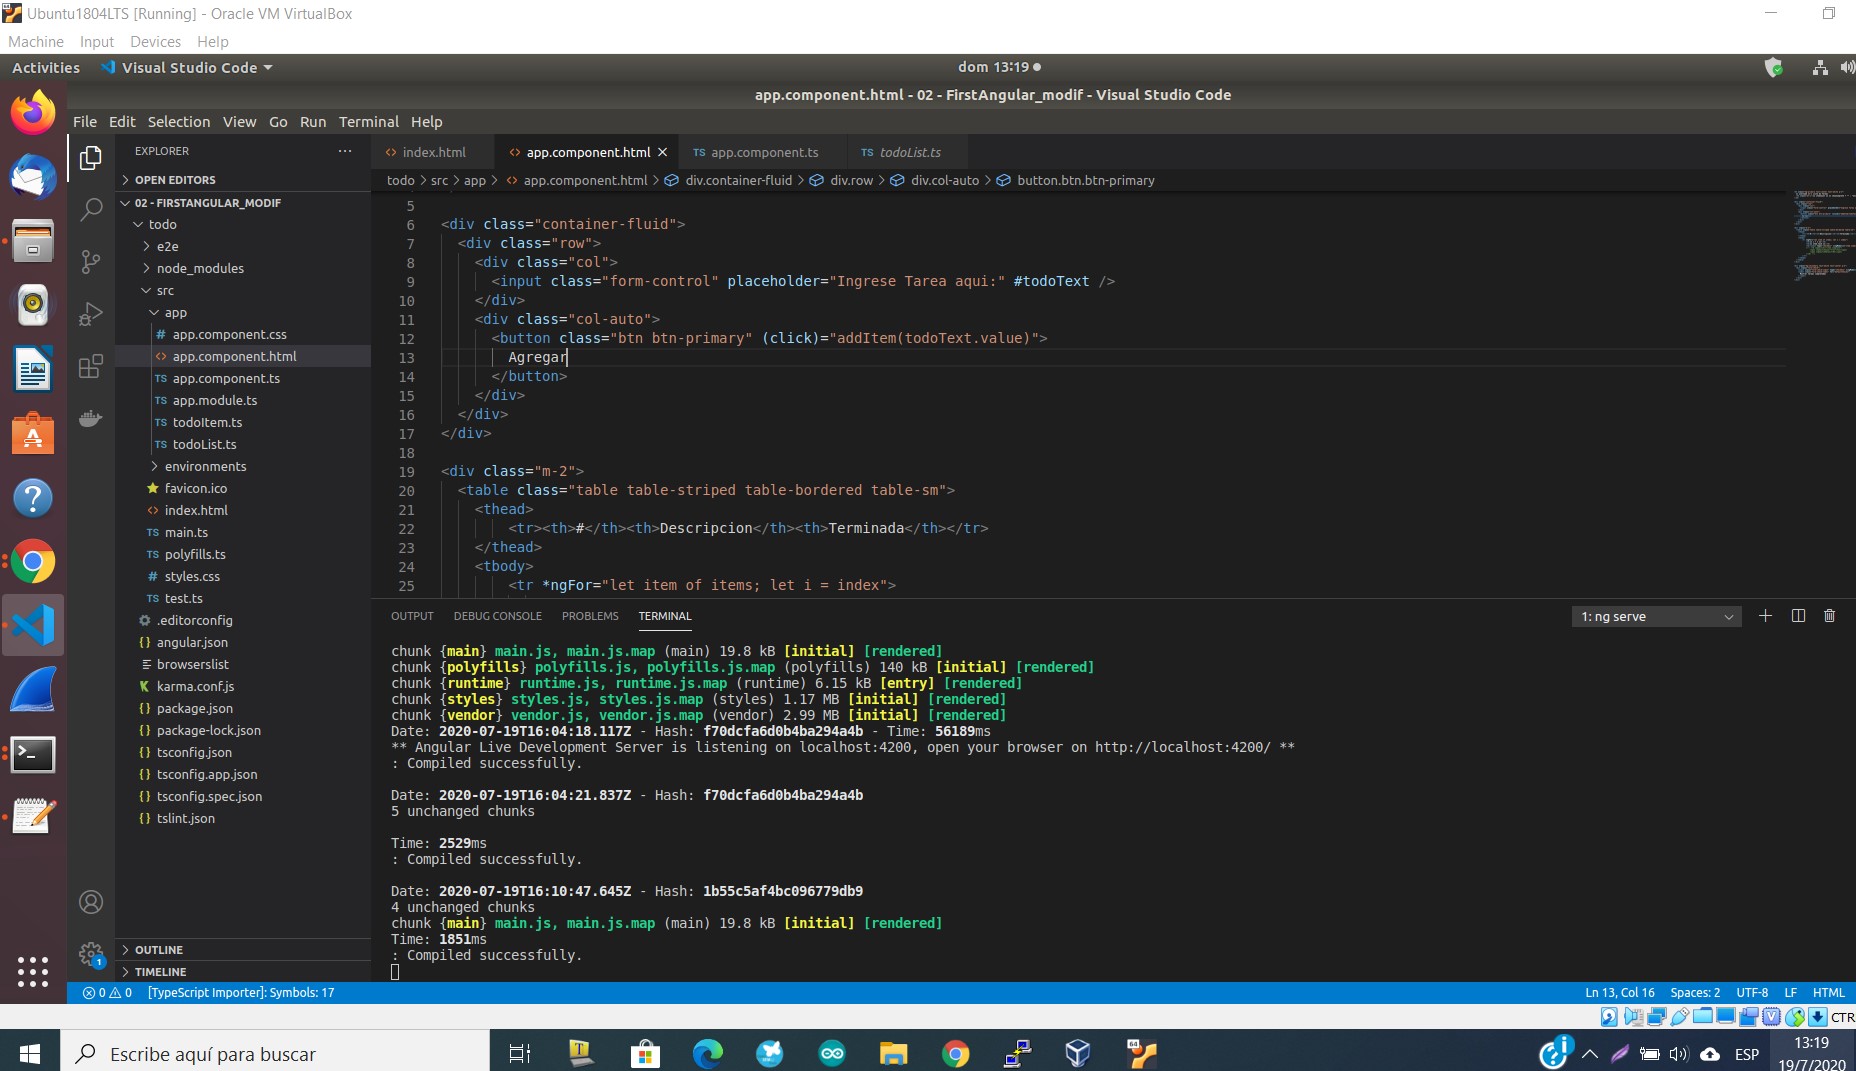 Ubuntu1804LTS [Running] - Oracle VM VirtualBox
Machine Input Devices Help
Activities Visual Studio Code dom 13:19
app.component.html - 02 - FirstAngular_modif - Visual Studio Code
File Edit Selection View Go Run Terminal Help
EXPLORER
OPEN EDITORS
02 - FIRSTANGULAR_MODIF
todo
e2e
node_modules
src
app
# app.component.css
<> app.component.html
TS app.component.ts
TS app.module.ts
TS todoItem.ts
TS todoList.ts
environments
favicon.ico
<> index.html
TS main.ts
TS polyfills.ts
# styles.css
TS test.ts
.editorconfig
{} angular.json
browserslist
K karma.conf.js
{} package.json
{} package-lock.json
{} tsconfig.json
{} tsconfig.app.json
{} tsconfig.spec.json
{} tslint.json
OUTLINE
TIMELINE
<> index.html <> app.component.html TS app.component.ts TS todoList.ts
todo > src > app > <> app.component.html > div.container-fluid > div.row > div.col-auto > button.btn.btn-primary
5
6 <div class="container-fluid">
7 <div class="row">
8 <div class="col">
9 <input class="form-control" placeholder="Ingrese Tarea aqui:" #todoText />
10 </div>
11 <div class="col-auto">
12 <button class="btn btn-primary" (click)="addItem(todoText.value)">
13 Agregar
14 </button>
15 </div>
16 </div>
17 </div>
18
19 <div class="m-2">
20 <table class="table table-striped table-bordered table-sm">
21 <thead>
22 <tr><th>#</th><th>Descripcion</th><th>Terminada</th></tr>
23 </thead>
24 <tbody>
25 <tr *ngFor="let item of items; let i = index">
OUTPUT DEBUG CONSOLE PROBLEMS TERMINAL 1: ng serve
chunk {main} main.js, main.js.map (main) 19.8 kB [initial] [rendered]
chunk {polyfills} polyfills.js, polyfills.js.map (polyfills) 140 kB [initial] [rendered]
chunk {runtime} runtime.js, runtime.js.map (runtime) 6.15 kB [entry] [rendered]
chunk {styles} styles.js, styles.js.map (styles) 1.17 MB [initial] [rendered]
chunk {vendor} vendor.js, vendor.js.map (vendor) 2.99 MB [initial] [rendered]
Date: 2020-07-19T16:04:18.117Z - Hash: f70dcfa6d0b4ba294a4b - Time: 56189ms
** Angular Live Development Server is listening on localhost:4200, open your browser on http://localhost:4200/ **
: Compiled successfully.
Date: 2020-07-19T16:04:21.837Z - Hash: f70dcfa6d0b4ba294a4b
5 unchanged chunks
Time: 2529ms
: Compiled successfully.
Date: 2020-07-19T16:10:47.645Z - Hash: 1b55c5af4bc096779db9
4 unchanged chunks
chunk {main} main.js, main.js.map (main) 19.8 kB [initial] [rendered]
Time: 1851ms
: Compiled successfully.
0 0 [TypeScript Importer]: Symbols: 17 Ln 13, Col 16 Spaces: 2 UTF-8 LF HTML
CTR
Escribe aquí para buscar ESP 13:19
19/7/2020